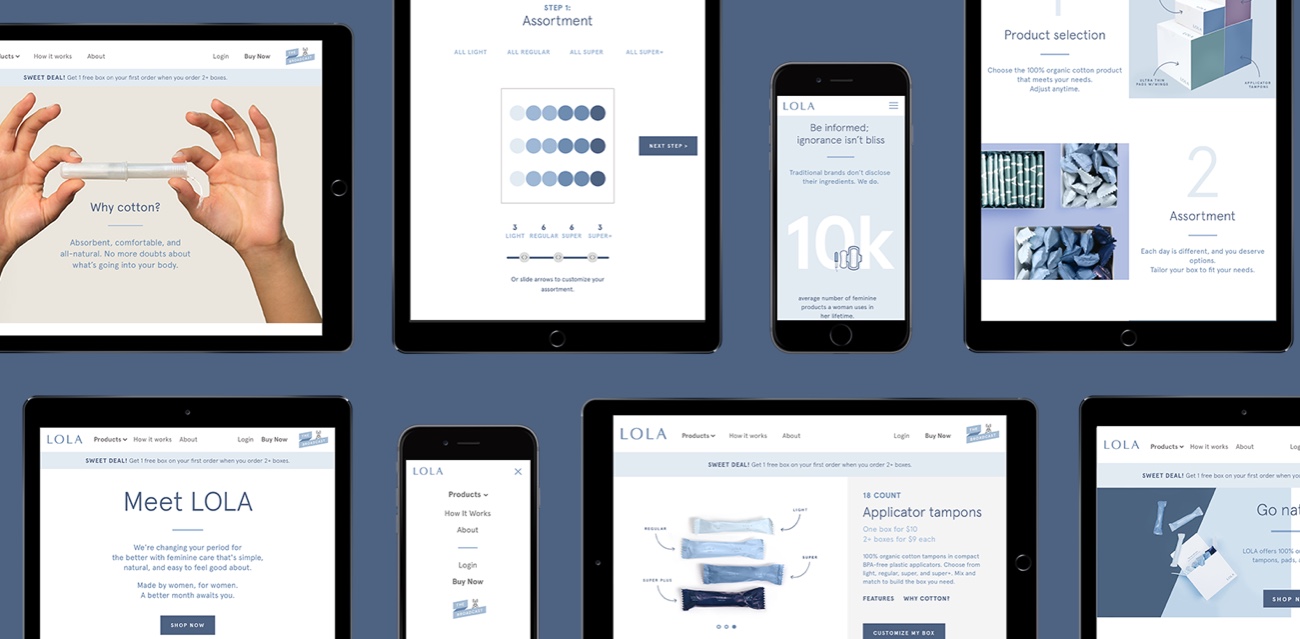 How it works
About
Login
Buy Now
THE BROADCAST
SWEET DEAL! Get 1 free box on your first order when you order 2+ boxes.
Why cotton?
Absorbent, comfortable, and
all-natural. No more doubts about
what's going into your body.
STEP 1:
Assortment
ALL LIGHT
ALL REGULAR
ALL SUPER
ALL SUPER+
NEXT STEP >
3
6
6
3
LIGHT
REGULAR
SUPER
SUPER+
Or slide arrows to customize your
assortment.
LOLA
Be informed;
ignorance isn't bliss
Traditional brands don't disclose
their ingredients. We do.
10k
average number of feminine
products a woman uses in
her lifetime.
Product selection
Choose the 100% organic cotton product
that meets your needs.
Adjust anytime.
ULTRA THIN
PADS W/WINGS
APPLICATOR
TAMPONS
2
Assortment
Each day is different, and you deserve
options.
Tailor your box to fit your needs.
LOLA
Products
How it works
About
Login
Buy Now
THE BROADCAST
SWEET DEAL! Get 1 free box on your first order when you order 2+ boxes.
Meet LOLA
We're changing your period for
the better with feminine care that's simple,
natural, and easy to feel good about.
Made by women, for women.
A better month awaits you.
SHOP NOW
LOLA
Products
How It Works
About
Login
Buy Now
THE BROADCAST
LOLA
Products
How it works
About
Login
Buy Now
THE BROADCAST
SWEET DEAL! Get 1 free box on your first order when you order 2+ boxes.
LIGHT
REGULAR
SUPER
SUPER PLUS
18 COUNT
Applicator tampons
One box for $10
2+ boxes for $9 each
100% organic cotton tampons in compact
BPA-free plastic applicators. Choose from
light, regular, super, and super+. Mix and
match to build the box you need.
FEATURES
WHY COTTON?
CUSTOMIZE MY BOX
LOLA
Products
How it works
About
SWEET DEAL! Get 1 free box on your
Go
LOLA offers 100%
tampons, pads,
SHOP